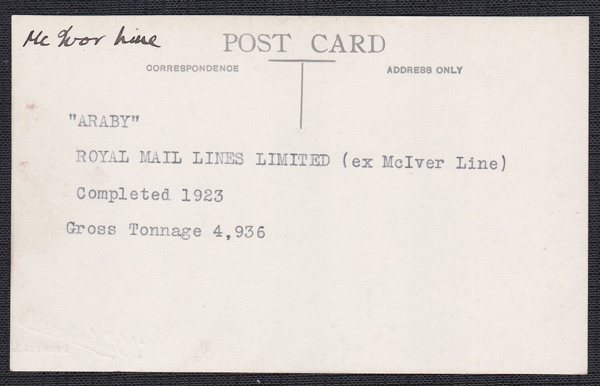 Mc Ivor Line
POST CARD
CORRESPONDENCE
ADDRESS ONLY
"ARABY"
ROYAL MAIL LINES LIMITED (ex McIver Line)
Completed 1923
Gross Tonnage 4,936